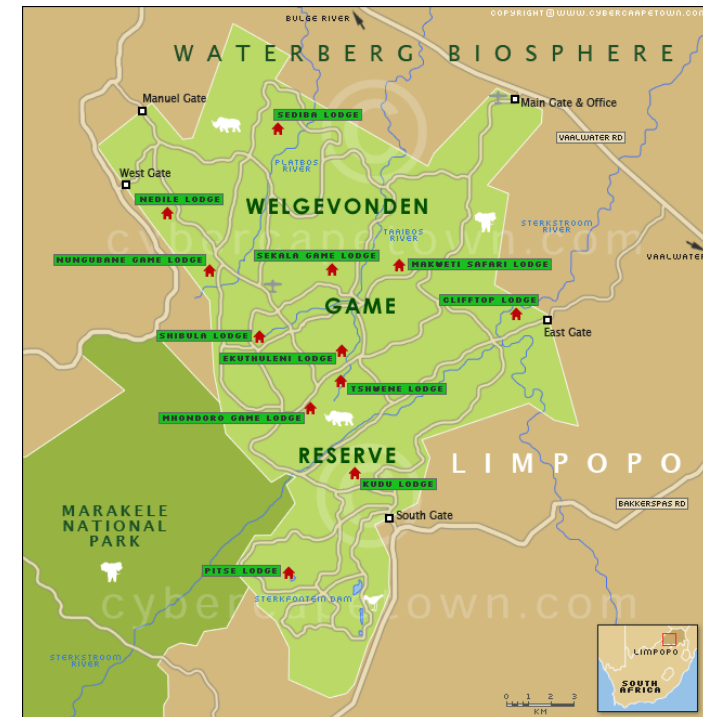 COPYRIGHT © WWW.CYBERCAPETOWN.COM
BULGE RIVER
WATERBERG BIOSPHERE
Manuel Gate
Main Gate & Office
SEDIBA LODGE
VAALWATER RD
PLATBOS
RIVER
West Gate
NEDILE LODGE
WELGEVONDEN
STERKSTROOM
RIVER
TAAIBOS
RIVER
cybercapetown.com
VAALWATER
NUNGUBANE GAME LODGE
SEKALA GAME LODGE
MAKWETI SAFARI LODGE
CLIFFTOP LODGE
GAME
East Gate
SHIBULA LODGE
EKUTHULENI LODGE
TSHWENE LODGE
MHONDORO GAME LODGE
RESERVE
LIMPOPO
KUDU LODGE
BAKKERSPAS RD
MARAKELE
NATIONAL
PARK
South Gate
PITSE LODGE
STERKFONTEIN DAM
cybercapetown.com
STERKSTROOM
RIVER
LIMPOPO
SOUTH
AFRICA
0 1 2 3
KM